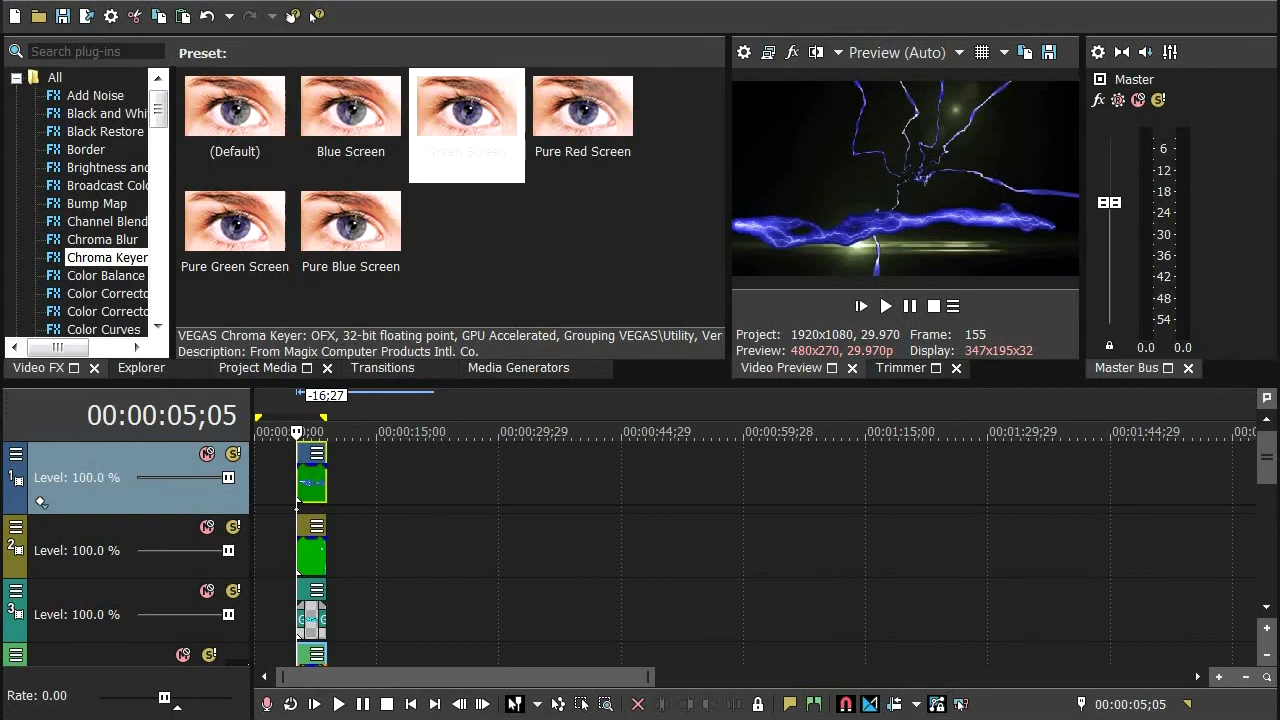 Search plug-ins
Preset:
All
Add Noise
Black and Whi
Black Restore
Border
Brightness and
Broadcast Colo
Bump Map
Channel Blend
Chroma Blur
Chroma Keyer
Color Balance
Color Correcto
Color Correcto
Color Curves
(Default)
Blue Screen
Green Screen
Pure Red Screen
Pure Green Screen
Pure Blue Screen
VEGAS Chroma Keyer: OFX, 32-bit floating point, GPU Accelerated, Grouping VEGAS\Utility, Ver
Description: From Magix Computer Products Intl. Co.
Video FX
Explorer
Project Media
Transitions
Media Generators
Preview (Auto)
Project: 1920x1080, 29.970
Frame: 155
Preview: 480x270, 29.970p
Display: 347x195x32
Video Preview
Trimmer
Master
6
12
18
24
30
36
42
48
54
0.0 0.0
Master Bus
00:00:05;05
-16;27
00:00:15;00
00:00:29;29
00:00:44;29
00:00:59;28
00:01:15;00
00:01:29;29
00:01:44;29
1
Level: 100.0 %
2
Level: 100.0 %
3
Level: 100.0 %
Rate: 0.00
00:00:05;05